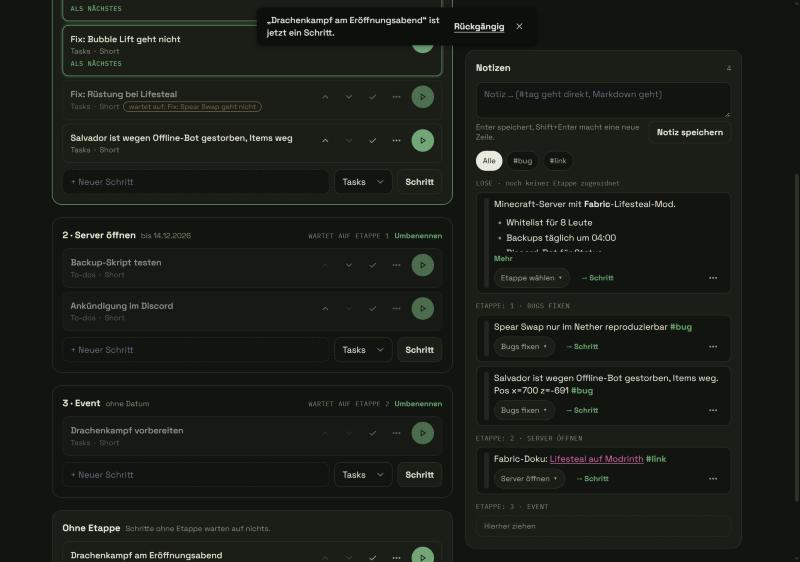 ALS NÄCHSTES
Fix: Bubble Lift geht nicht
Tasks · Short
ALS NÄCHSTES
„Drachenkampf am Eröffnungsabend“ ist
jetzt ein Schritt.
Rückgängig
Fix: Rüstung bei Lifesteal
Tasks · Short wartet auf: Fix: Spear Swap geht nicht
Salvador ist wegen Offline-Bot gestorben, Items weg
Tasks · Short
+ Neuer Schritt Tasks Schritt
2 · Server öffnen bis 14.12.2026 WARTET AUF ETAPPE 1 Umbenennen
Backup-Skript testen
To-dos · Short
Ankündigung im Discord
To-dos · Short
+ Neuer Schritt Tasks Schritt
3 · Event ohne Datum WARTET AUF ETAPPE 2 Umbenennen
Drachenkampf vorbereiten
Tasks · Short
+ Neuer Schritt Tasks Schritt
Ohne Etappe Schritte ohne Etappe warten auf nichts.
Drachenkampf am Eröffnungsabend
Notizen 4
Notiz … (#tag geht direkt, Markdown geht)
Enter speichert, Shift+Enter macht eine neue
Zeile.
Notiz speichern
Alle #bug #link
LOSE · noch keiner Etappe zugeordnet
Minecraft-Server mit Fabric-Lifesteal-Mod.
• Whitelist für 8 Leute
• Backups täglich um 04:00
Mehr
Etappe wählen → Schritt
ETAPPE: 1 · BUGS FIXEN
Spear Swap nur im Nether reproduzierbar #bug
Bugs fixen → Schritt
Salvador ist wegen Offline-Bot gestorben, Items weg.
Pos x=700 z=-691 #bug
Bugs fixen → Schritt
ETAPPE: 2 · SERVER ÖFFNEN
Fabric-Doku: Lifesteal auf Modrinth #link
Server öffnen → Schritt
ETAPPE: 3 · EVENT
Hierher ziehen